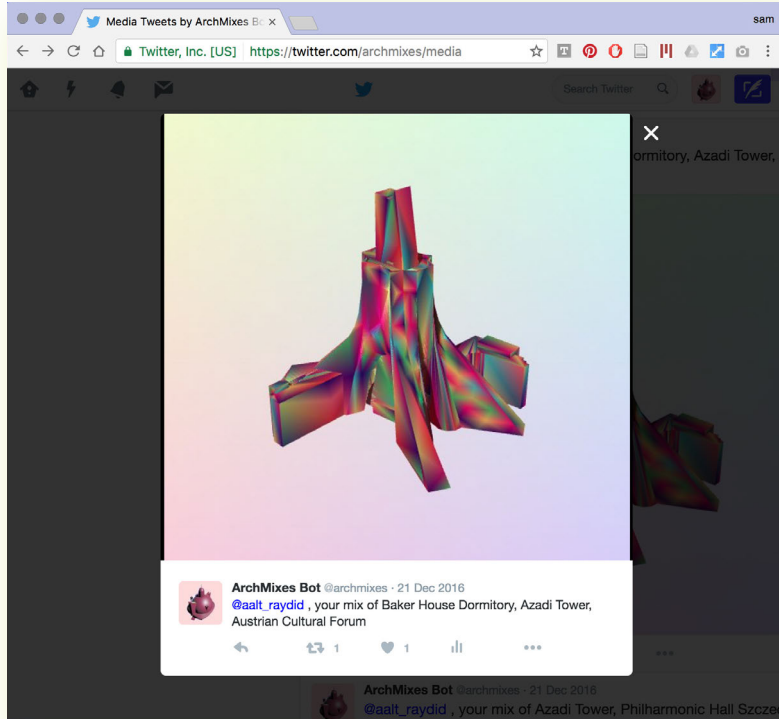 Media Tweets by ArchMixes Bo ×
sam
Twitter, Inc. [US] https://twitter.com/archmixes/media
Search Twitter
ormitory, Azadi Tower,
ArchMixes Bot @archmixes · 21 Dec 2016
@aalt_raydid , your mix of Baker House Dormitory, Azadi Tower,
Austrian Cultural Forum
1 1
ArchMixes Bot @archmixes · 21 Dec 2016
@aalt_raydid , your mix of Azadi Tower, Philharmonic Hall Szcze